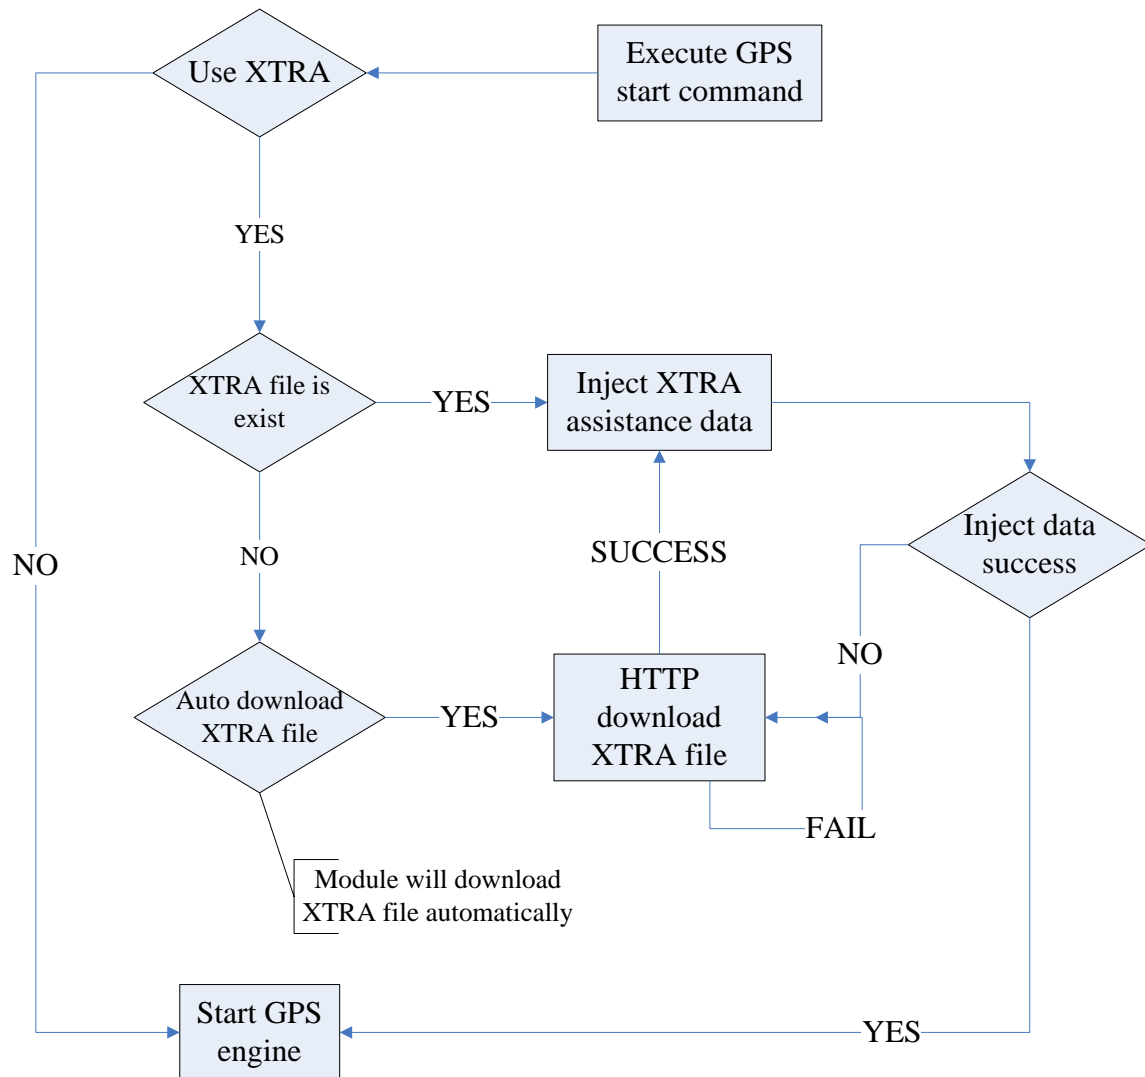 Use XTRA
Execute GPS
start command
YES
XTRA file is
exist
YES
Inject XTRA
assistance data
Inject data
success
NO
NO
SUCCESS
NO
Auto download
XTRA file
YES
HTTP
download
XTRA file
FAIL
Module will download
XTRA file automatically
Start GPS
engine
YES